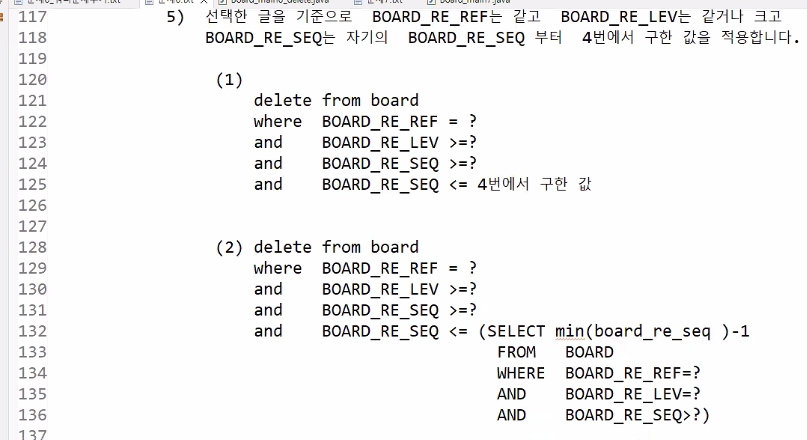 117 5) 선택한 글을 기준으로 BOARD_RE_REF는 같고 BOARD_RE_LEV는 같거나 크고
118 BOARD_RE_SEQ는 자기의 BOARD_RE_SEQ 부터 4번에서 구한 값을 적용합니다.
119
120 (1)
121 delete from board
122 where BOARD_RE_REF = ?
123 and BOARD_RE_LEV >=?
124 and BOARD_RE_SEQ >=?
125 and BOARD_RE_SEQ <= 4번에서 구한 값
126
127
128 (2) delete from board
129 where BOARD_RE_REF = ?
130 and BOARD_RE_LEV >=?
131 and BOARD_RE_SEQ >=?
132 and BOARD_RE_SEQ <= (SELECT min(board_re_seq )-1
133 FROM BOARD
134 WHERE BOARD_RE_REF=?
135 AND BOARD_RE_LEV=?
136 AND BOARD_RE_SEQ>?)
137